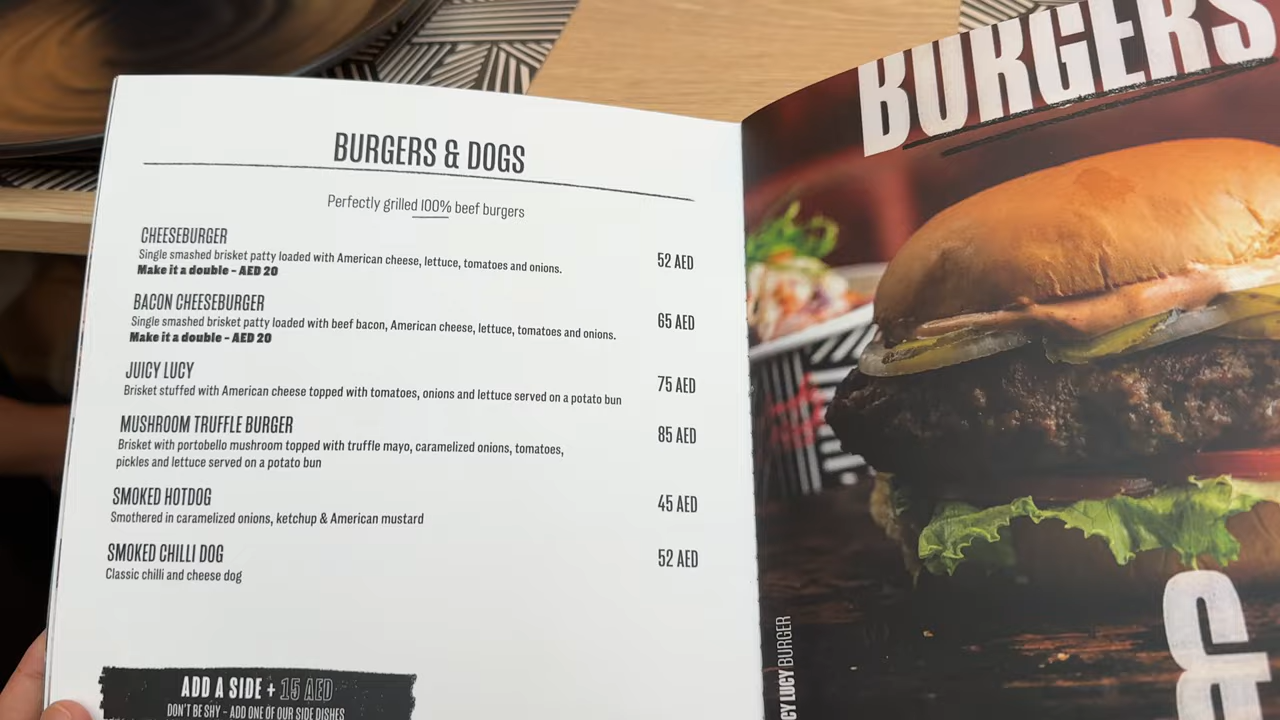 BURGERS & DOGS
Perfectly grilled 100% beef burgers
CHEESEBURGER
Single smashed brisket patty loaded with American cheese, lettuce, tomatoes and onions.
52 AED
Make it a double - AED 20
BACON CHEESEBURGER
Single smashed brisket patty loaded with beef bacon, American cheese, lettuce, tomatoes and onions.
65 AED
Make it a double - AED 20
JUICY LUCY
Brisket stuffed with American cheese topped with tomatoes, onions and lettuce served on a potato bun
75 AED
MUSHROOM TRUFFLE BURGER
Brisket with portobello mushroom topped with truffle mayo, caramelized onions, tomatoes,
pickles and lettuce served on a potato bun
85 AED
SMOKED HOTDOG
Smothered in caramelized onions, ketchup & American mustard
45 AED
SMOKED CHILLI DOG
Classic chilli and cheese dog
52 AED
ADD A SIDE + 15 AED
DON'T BE SHY - ADD ONE OF OUR SIDE DISHES
BURGERS
&
CY LUCY BURGER